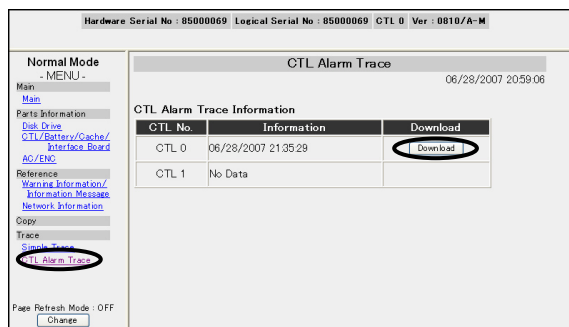 Hardware Serial No : 85000069 Logical Serial No : 85000069 CTL 0 Ver : 0810/A-M
Normal Mode
- MENU -
Main
Main
Parts Information
Disk Drive
CTL/Battery/Cache/
Interface Board
AC/ENC
Reference
Warning Information/
Information Message
Network Information
Copy
Trace
Simple Trace
CTL Alarm Trace
Page Refresh Mode : OFF
Change
CTL Alarm Trace
06/28/2007 20:59:06
CTL Alarm Trace Information
CTL No. Information Download
CTL 0 06/28/2007 21:35:29 Download
CTL 1 No Data